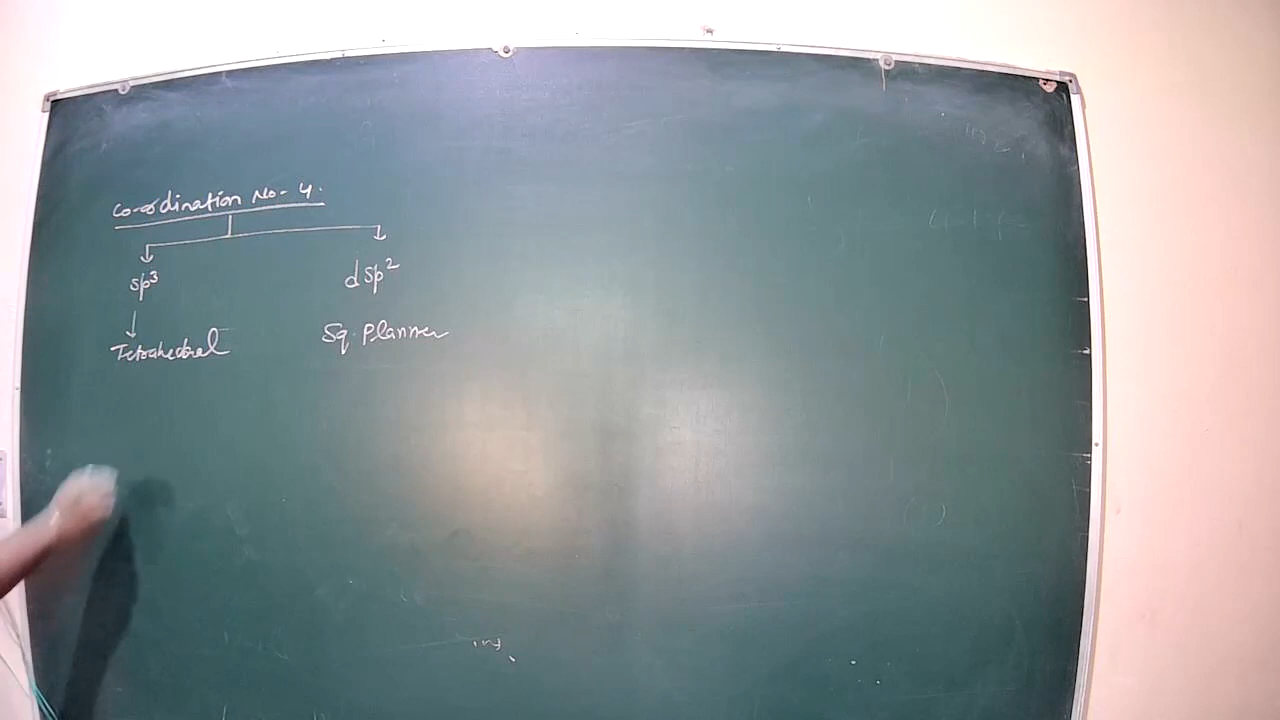 Co-ordination No- 4.
sp³ dsp²
Tetrahedral Sq. Planner